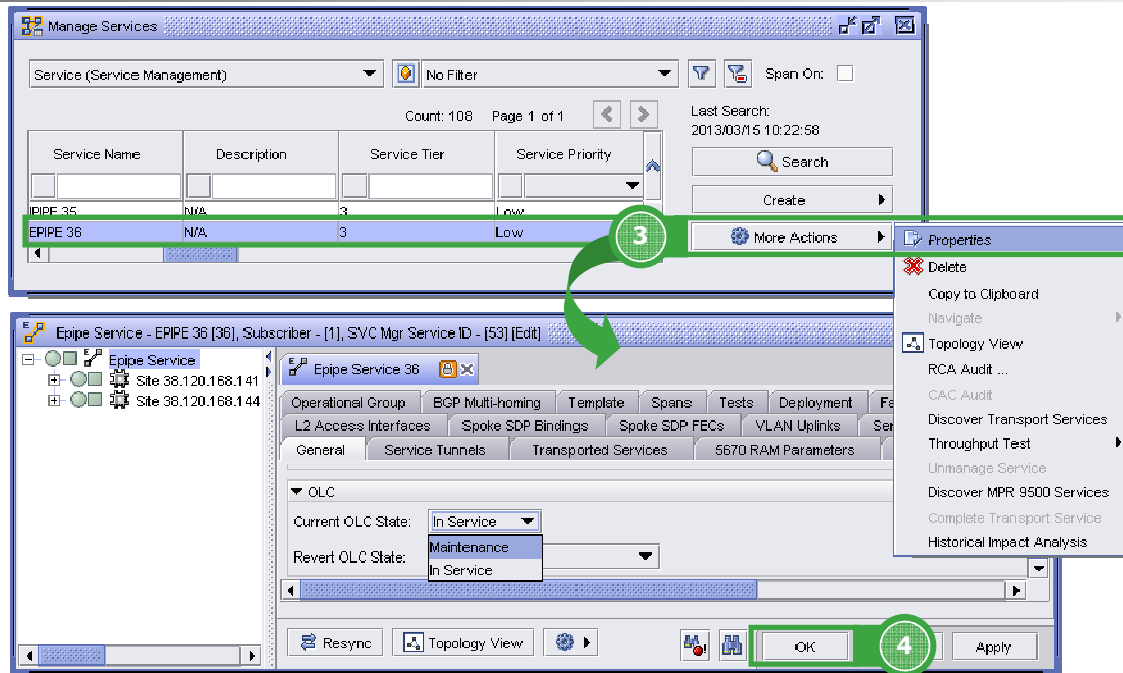 Manage Services
Service (Service Management)
No Filter
Span On:
Count: 108 Page 1 of 1
Last Search:
2013/03/15 10:22:58
Service Name Description Service Tier Service Priority
Search
Create
IPIPE 35 N/A 3 Low
EPIPE 36 N/A 3 Low
3
More Actions
Properties
Delete
Copy to Clipboard
Navigate
Topology View
RCA Audit ...
CAC Audit
Discover Transport Services
Throughput Test
Unmanage Service
Discover MPR 9500 Services
Complete Transport Service
Historical Impact Analysis
Epipe Service - EPIPE 36 [36], Subscriber - [1], SVC Mgr Service ID - [53] [Edit]
Epipe Service
Site 38.120.168.141
Site 38.120.168.144
Epipe Service 36
Operational Group BGP Multi-homing Template Spans Tests Deployment Fa
L2 Access Interfaces Spoke SDP Bindings Spoke SDP FECs VLAN Uplinks Ser
General Service Tunnels Transported Services 5670 RAM Parameters
OLC
Current OLC State: In Service
Maintenance
Revert OLC State:
In Service
Resync Topology View OK 4 Apply